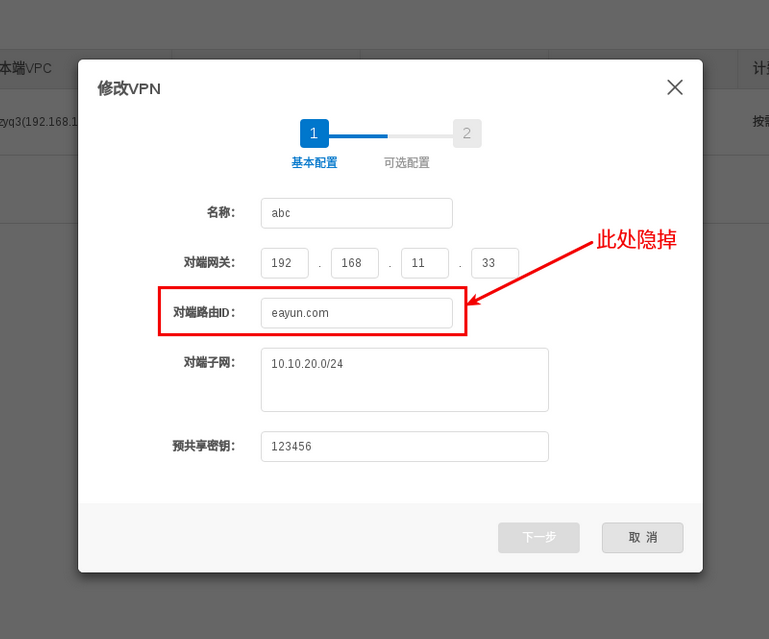 本端VPC
计
修改VPN
zyq3(192.168.1
按
1
2
基本配置
可选配置
名称: abc
此处隐掉
对端网关: 192 . 168 . 11 . 33
对端路由ID: eayun.com
对端子网: 10.10.20.0/24
预共享密钥: 123456
下一步
取 消